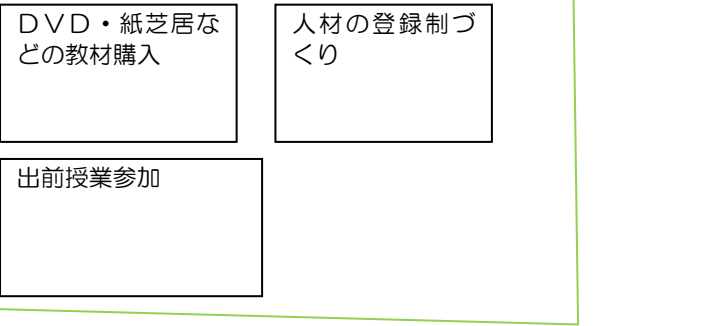 ＤＶＤ・紙芝居な
どの教材購入
人材の登録制づ
くり
出前授業参加